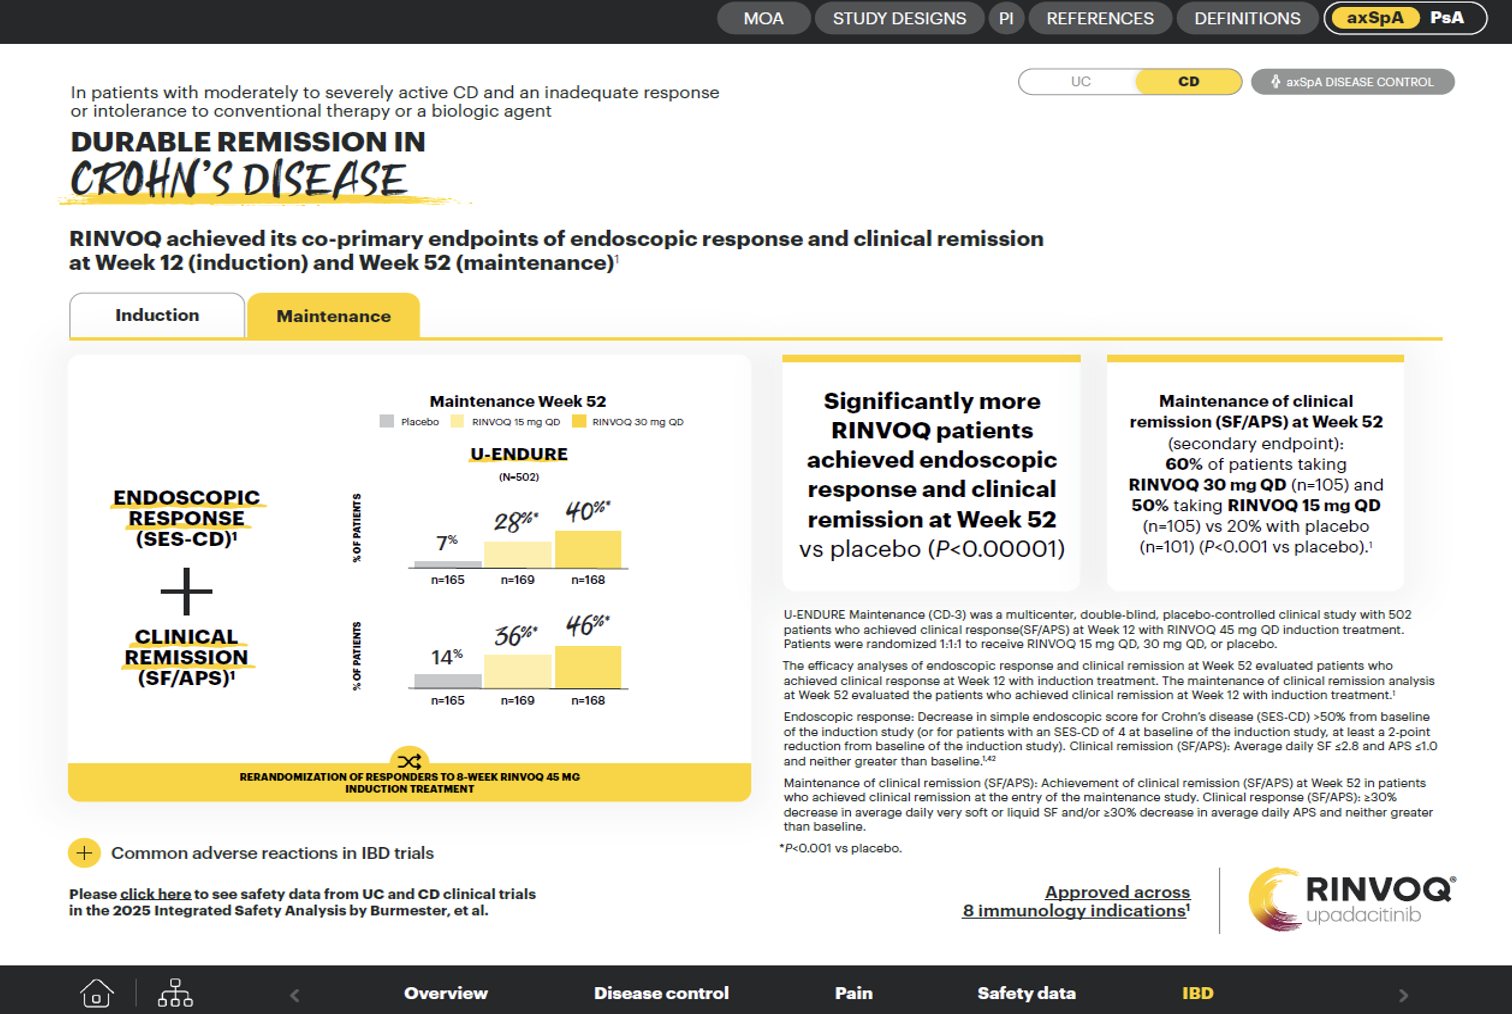 MOA
STUDY DESIGNS
PI
REFERENCES
DEFINITIONS
axSpA
PsA
UC
CD
axSpA DISEASE CONTROL
In patients with moderately to severely active CD and an inadequate response
or intolerance to conventional therapy or a biologic agent
DURABLE REMISSION IN
CROHN'S DISEASE
RINVOQ achieved its co-primary endpoints of endoscopic response and clinical remission
at Week 12 (induction) and Week 52 (maintenance)1
Induction
Maintenance
Maintenance Week 52
Placebo
RINVOQ 15 mg QD
RINVOQ 30 mg QD
U-ENDURE
(N=502)
ENDOSCOPIC
RESPONSE
(SES-CD)1
+
CLINICAL
REMISSION
(SF/APS)1
% OF PATIENTS
7%
28%*
40%*
n=165
n=169
n=168
% OF PATIENTS
14%
36%*
46%*
n=165
n=169
n=168
RERANDOMIZATION OF RESPONDERS TO 8-WEEK RINVOQ 45 MG
INDUCTION TREATMENT
Significantly more
RINVOQ patients
achieved endoscopic
response and clinical
remission at Week 52
vs placebo (P<0.00001)
Maintenance of clinical
remission (SF/APS) at Week 52
(secondary endpoint):
60% of patients taking
RINVOQ 30 mg QD (n=105) and
50% taking RINVOQ 15 mg QD
(n=105) vs 20% with placebo
(n=101) (P<0.001 vs placebo).1
U-ENDURE Maintenance (CD-3) was a multicenter, double-blind, placebo-controlled clinical study with 502
patients who achieved clinical response(SF/APS) at Week 12 with RINVOQ 45 mg QD induction treatment.
Patients were randomized 1:1:1 to receive RINVOQ 15 mg QD, 30 mg QD, or placebo.
The efficacy analyses of endoscopic response and clinical remission at Week 52 evaluated patients who
achieved clinical response at Week 12 with induction treatment. The maintenance of clinical remission analysis
at Week 52 evaluated the patients who achieved clinical remission at Week 12 with induction treatment.1
Endoscopic response: Decrease in simple endoscopic score for Crohn's disease (SES-CD) >50% from baseline
of the induction study (or for patients with an SES-CD of 4 at baseline of the induction study, at least a 2-point
reduction from baseline of the induction study). Clinical remission (SF/APS): Average daily SF ≤2.8 and APS ≤1.0
and neither greater than baseline.1,42
Maintenance of clinical remission (SF/APS): Achievement of clinical remission (SF/APS) at Week 52 in patients
who achieved clinical remission at the entry of the maintenance study. Clinical response (SF/APS): ≥30%
decrease in average daily very soft or liquid SF and/or ≥30% decrease in average daily APS and neither greater
than baseline.
*P<0.001 vs placebo.
+ Common adverse reactions in IBD trials
Please click here to see safety data from UC and CD clinical trials
in the 2025 Integrated Safety Analysis by Burmester, et al.
Approved across
8 immunology indications1
RINVOQ®
upadacitinib
Overview
Disease control
Pain
Safety data
IBD